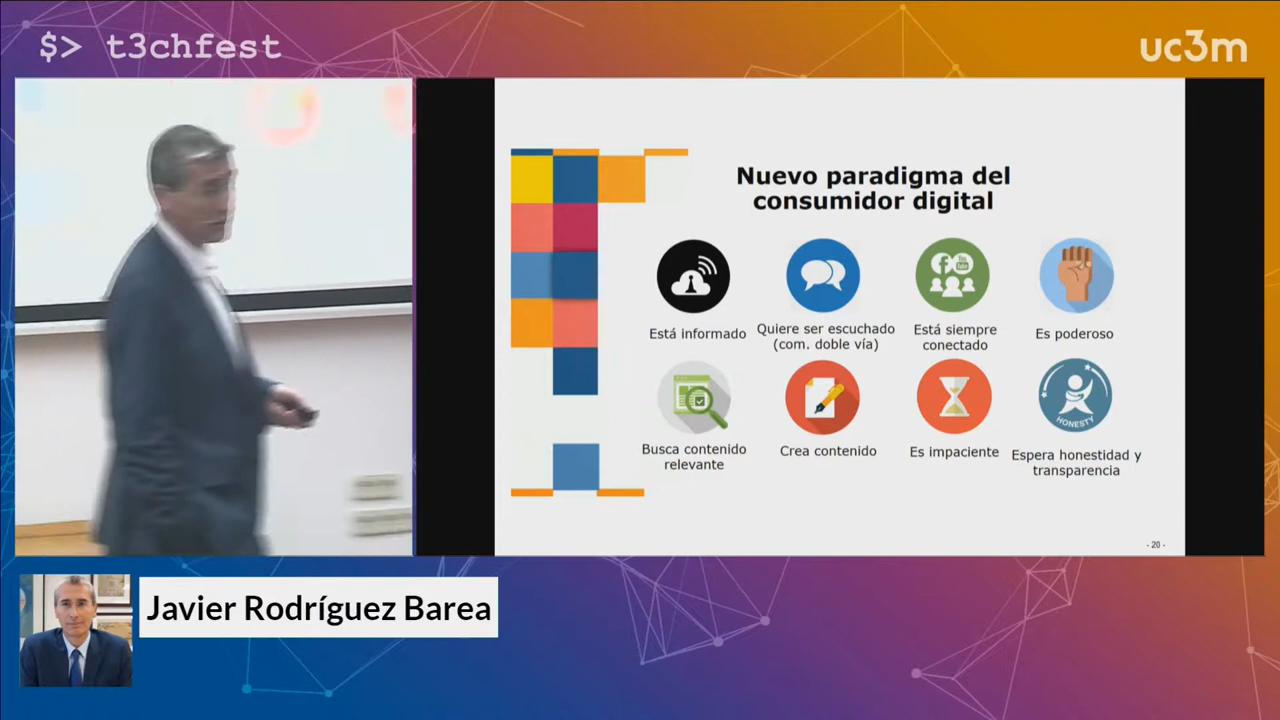 $> t3chfest
uc3m
Nuevo paradigma del
consumidor digital
Está informado
Quiere ser escuchado
(com. doble vía)
Está siempre
conectado
Es poderoso
Busca contenido
relevante
Crea contenido
Es impaciente
HONESTY
Espera honestidad y
transparencia
- 20 -
Javier Rodríguez Barea